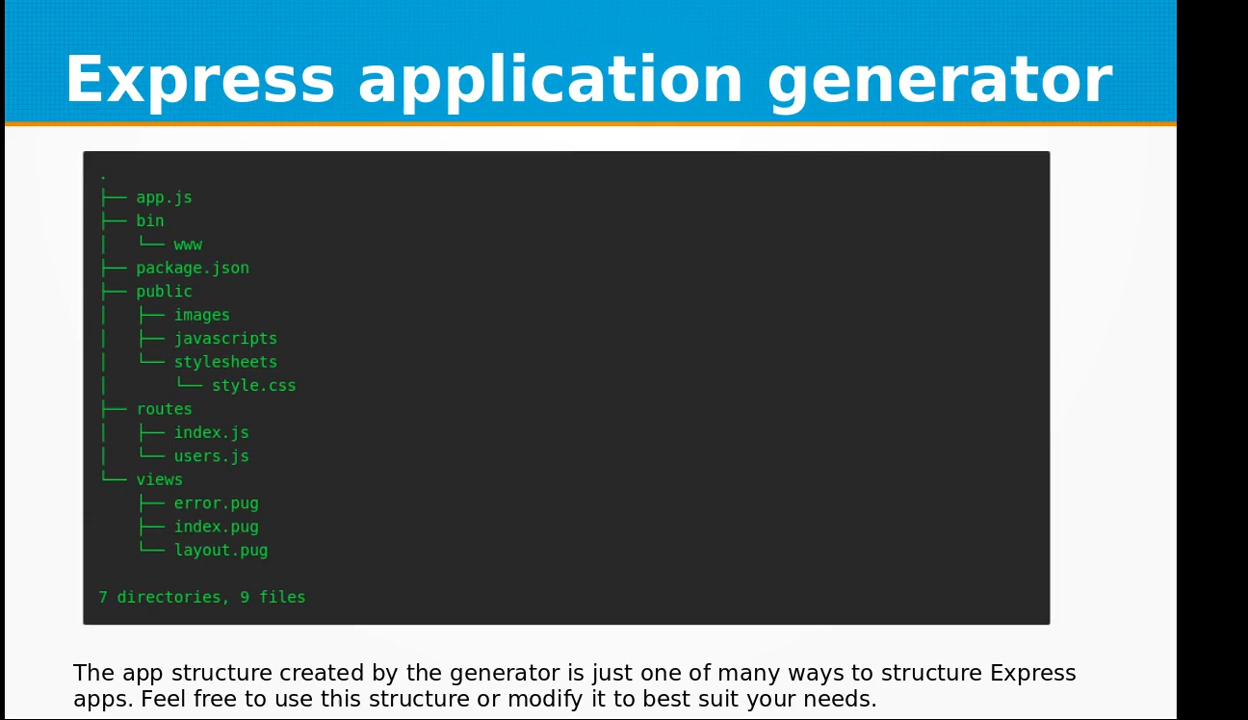 Express application generator
.
├── app.js
├── bin
│   └── www
├── package.json
├── public
│   ├── images
│   ├── javascripts
│   └── stylesheets
│       └── style.css
├── routes
│   ├── index.js
│   └── users.js
└── views
    ├── error.pug
    ├── index.pug
    └── layout.pug
7 directories, 9 files
The app structure created by the generator is just one of many ways to structure Express
apps. Feel free to use this structure or modify it to best suit your needs.